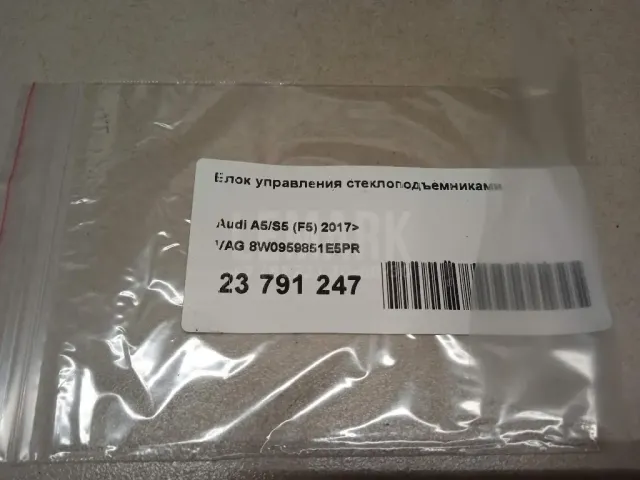 Блок управления стеклоподъемниками
Audi A5/S5 (F5) 2017>
VAG 8W0959851E5PR
23 791 247